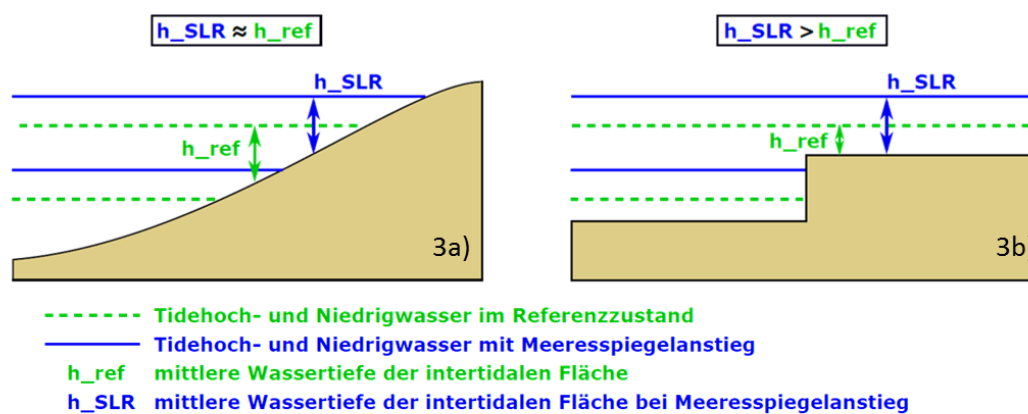 h_SLR ≈ h_ref
h_SLR > h_ref
h_SLR
h_ref
3a)
h_SLR
h_ref
3b
Tidehoch- und Niedrigwasser im Referenzzustand
Tidehoch- und Niedrigwasser mit Meeresspiegelanstieg
h_ref mittlere Wassertiefe der intertidalen Fläche
h_SLR mittlere Wassertiefe der intertidalen Fläche bei Meeresspiegelanstieg